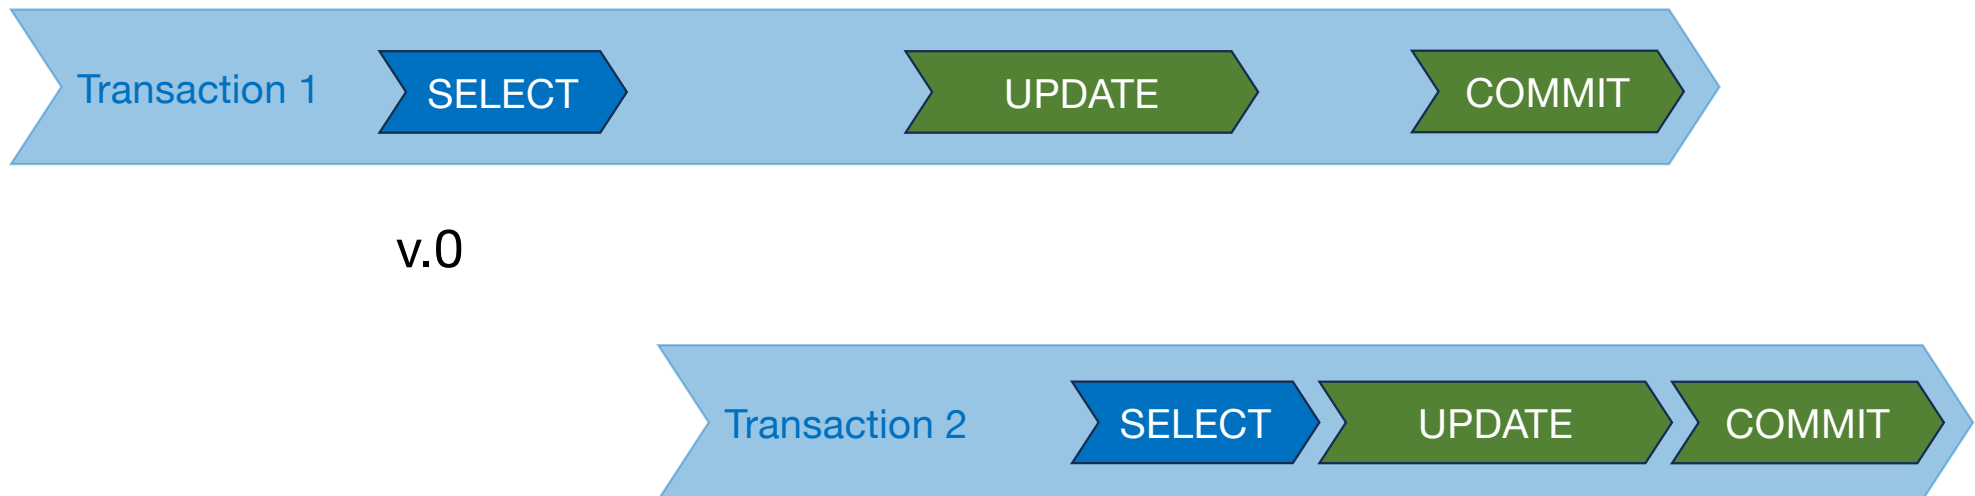 Transaction 1 SELECT UPDATE COMMIT
v.0
Transaction 2 SELECT UPDATE COMMIT